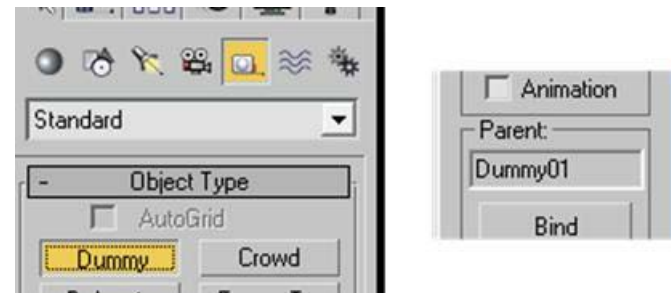 Standard
- Object Type
AutoGrid
Dummy Crowd
Animation
Parent:
Dummy01
Bind